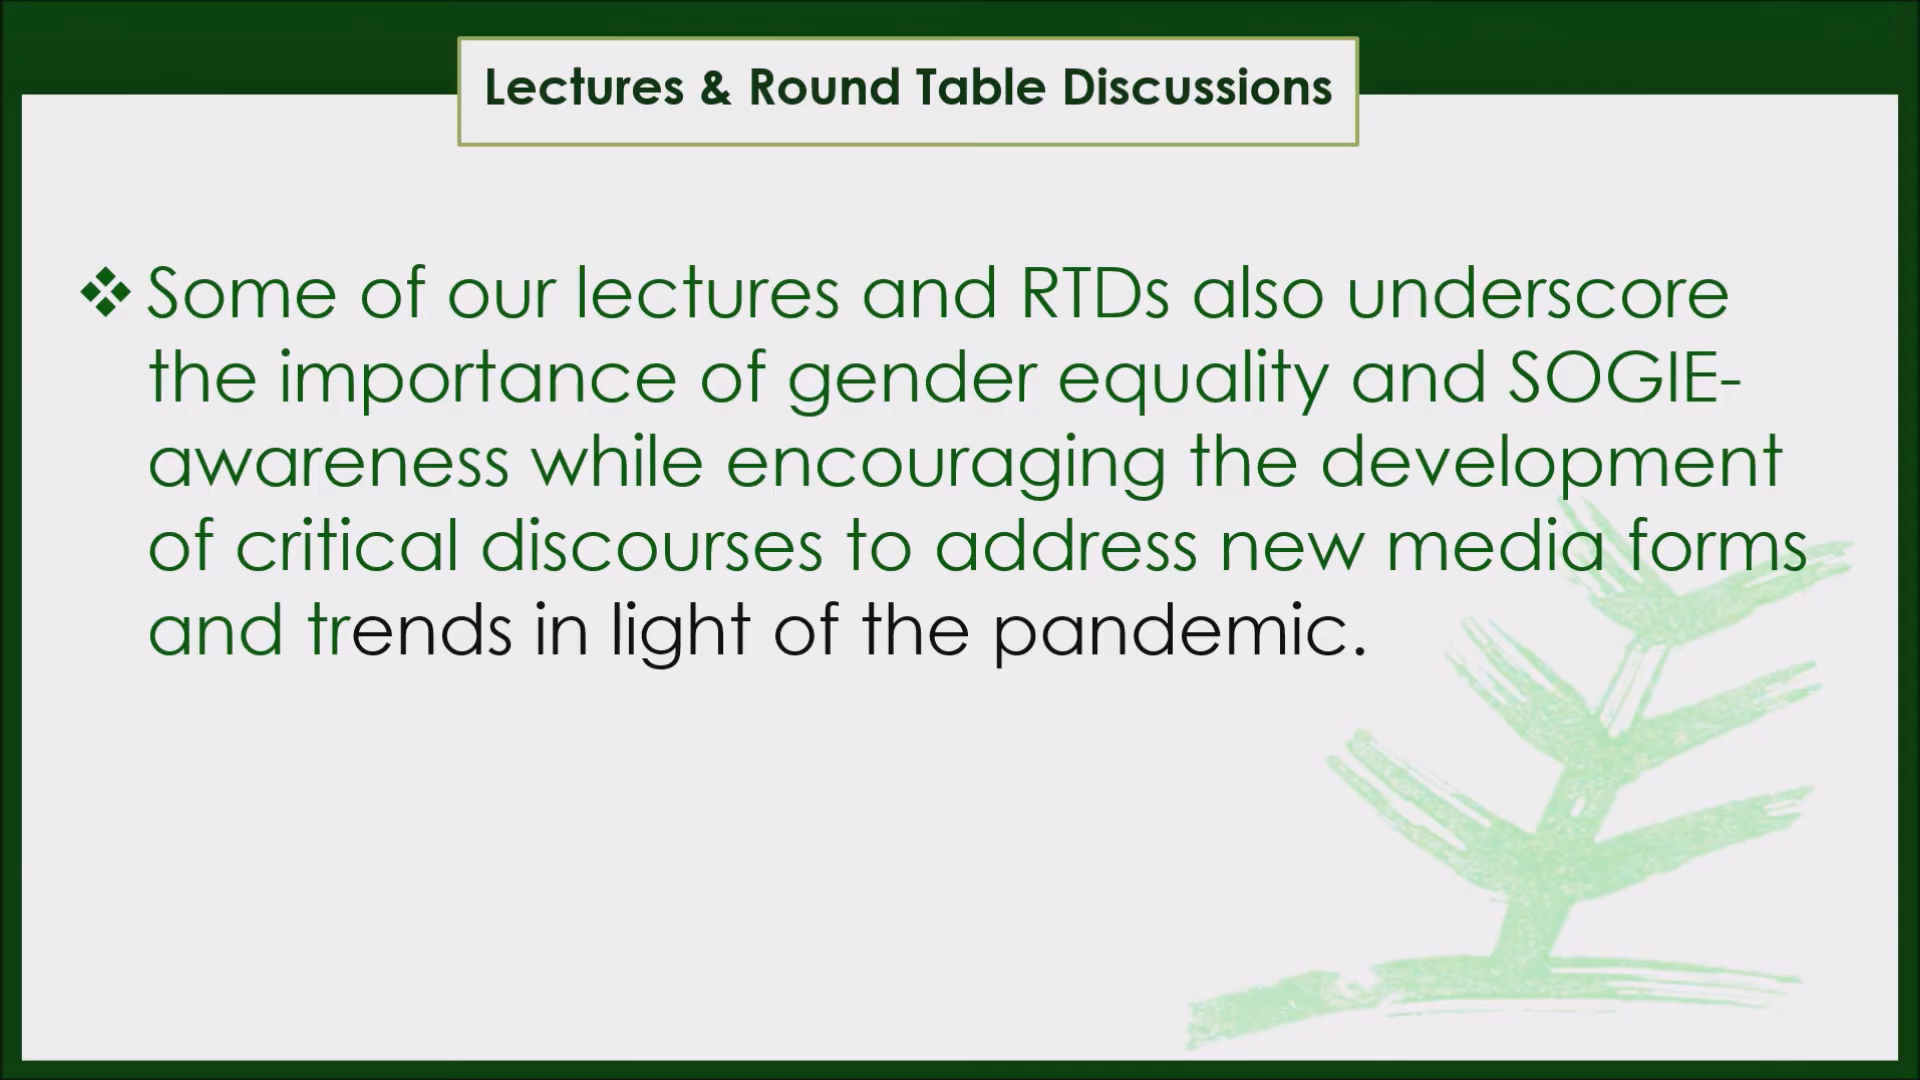 Lectures & Round Table Discussions
❖ Some of our lectures and RTDs also underscore
the importance of gender equality and SOGIE-
awareness while encouraging the development
of critical discourses to address new media forms
and trends in light of the pandemic.